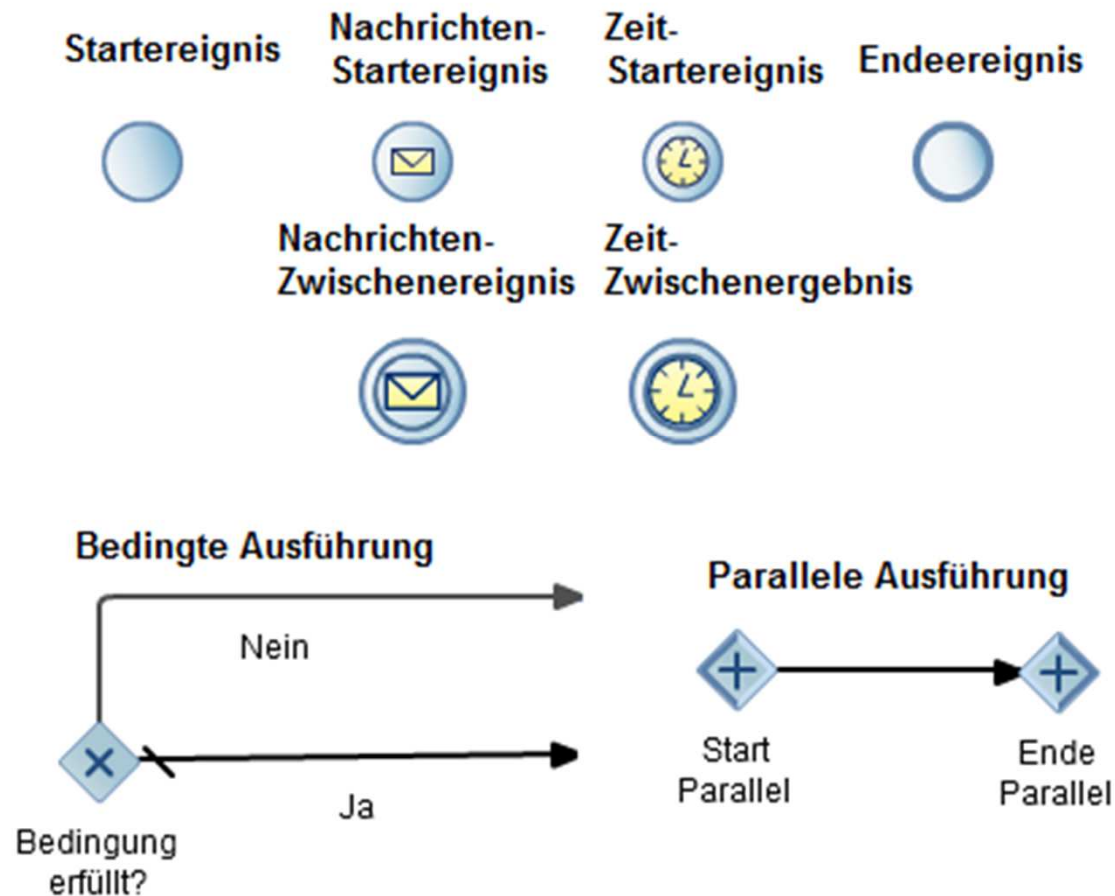 Startereignis
Nachrichten-
Startereignis
Zeit-
Startereignis
Endeereignis
Nachrichten-
Zwischenereignis
Zeit-
Zwischenergebnis
Bedingte Ausführung
Nein
Ja
Bedingung
erfüllt?
Parallele Ausführung
Start
Parallel
Ende
Parallel